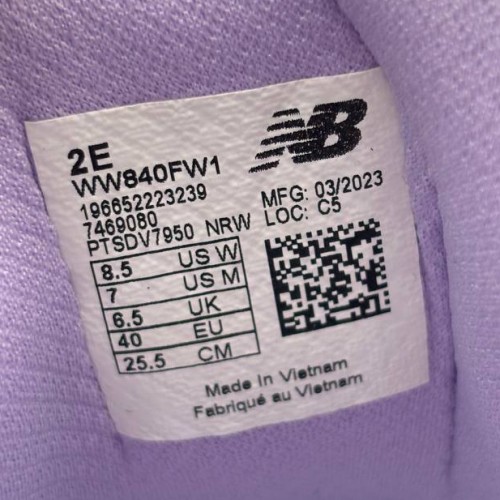 2E
NB
WW840FW1
196652223239
7469080
PTSDV7950 NRW
MFG: 03/2023
LOC: C5
8.5 US W
7 US M
6.5 UK
40 EU
25.5 CM
Made In Vietnam
Fabriqué au Vietnam